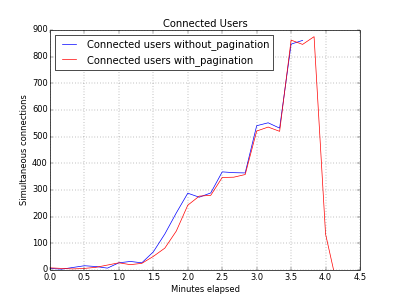 Connected Users
Connected users without_pagination
Connected users with_pagination
900
800
700
600
500
400
300
200
100
0
Simultaneous connections
0.0 0.5 1.0 1.5 2.0 2.5 3.0 3.5 4.0 4.5
Minutes elapsed